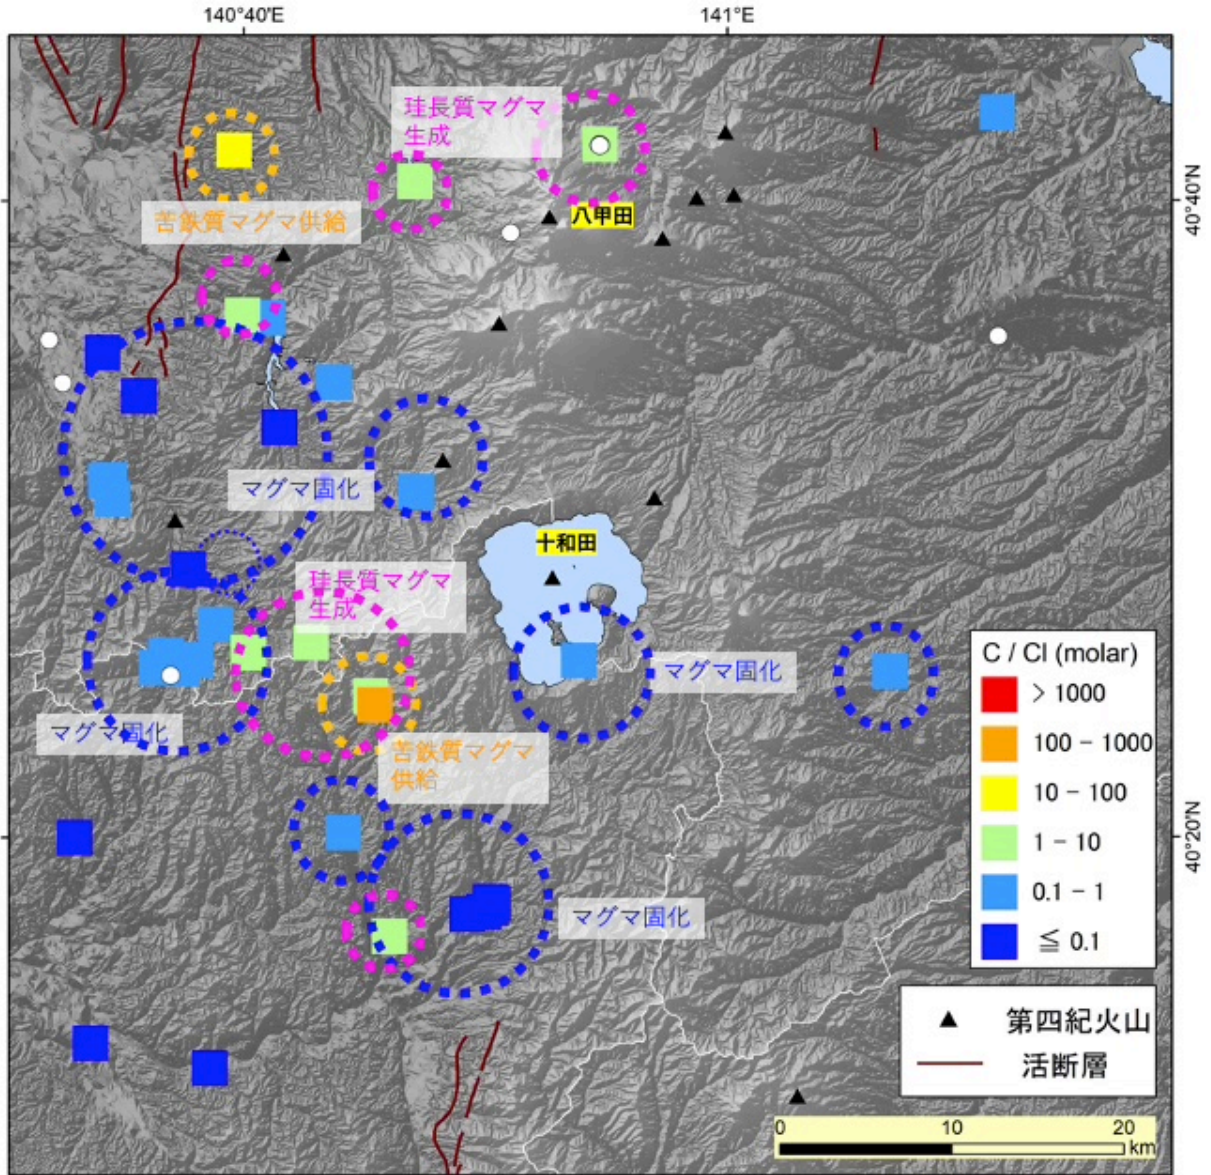 140°40'E
141°E
珪長質マグマ
生成
40°40'N
八甲田
苦鉄質マグマ供給
マグマ固化
十和田
珪長質マグマ
生成
マグマ固化
マグマ固化
苦鉄質マグマ
供給
C / Cl (molar)
> 1000
100 - 1000
10 - 100
1 - 10
0.1 - 1
≦ 0.1
40°20'N
マグマ固化
第四紀火山
活断層
0 10 20
km